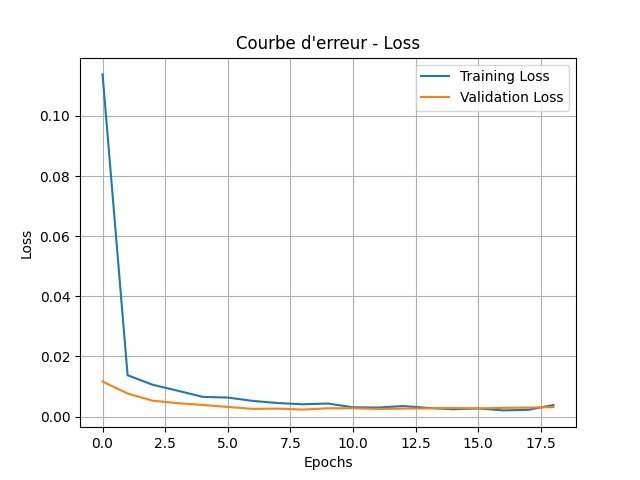 Courbe d'erreur - Loss
Training Loss
Validation Loss
0.10
0.08
0.06
0.04
0.02
0.00
Loss
0.0 2.5 5.0 7.5 10.0 12.5 15.0 17.5
Epochs